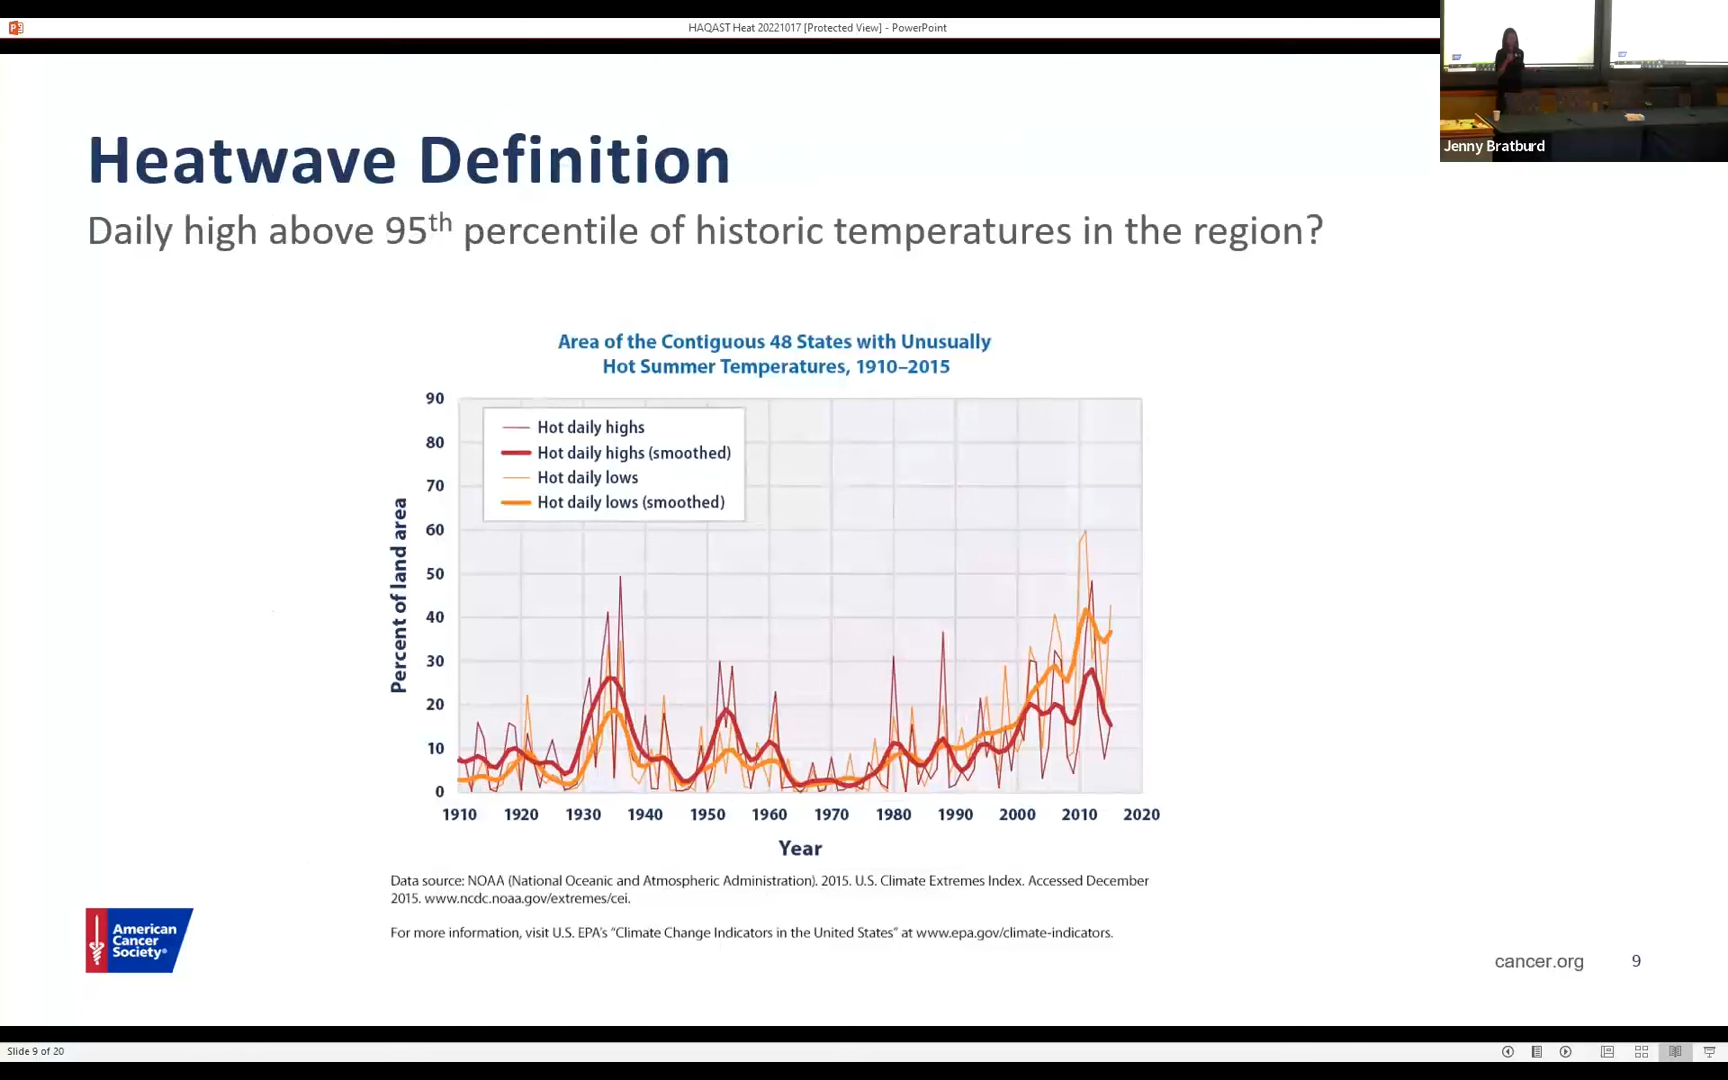 HAQAST Heat 20221017 [Protected View] - PowerPoint
Jenny Bratburd
Heatwave Definition
Daily high above 95th percentile of historic temperatures in the region?
Area of the Contiguous 48 States with Unusually
Hot Summer Temperatures, 1910–2015
Hot daily highs
Hot daily highs (smoothed)
Hot daily lows
Hot daily lows (smoothed)
Percent of land area
90
80
70
60
50
40
30
20
10
0
1910 1920 1930 1940 1950 1960 1970 1980 1990 2000 2010 2020
Year
Data source: NOAA (National Oceanic and Atmospheric Administration). 2015. U.S. Climate Extremes Index. Accessed December
2015. www.ncdc.noaa.gov/extremes/cei.
For more information, visit U.S. EPA's “Climate Change Indicators in the United States” at www.epa.gov/climate-indicators.
American
Cancer
Society®
cancer.org 9
Slide 9 of 20